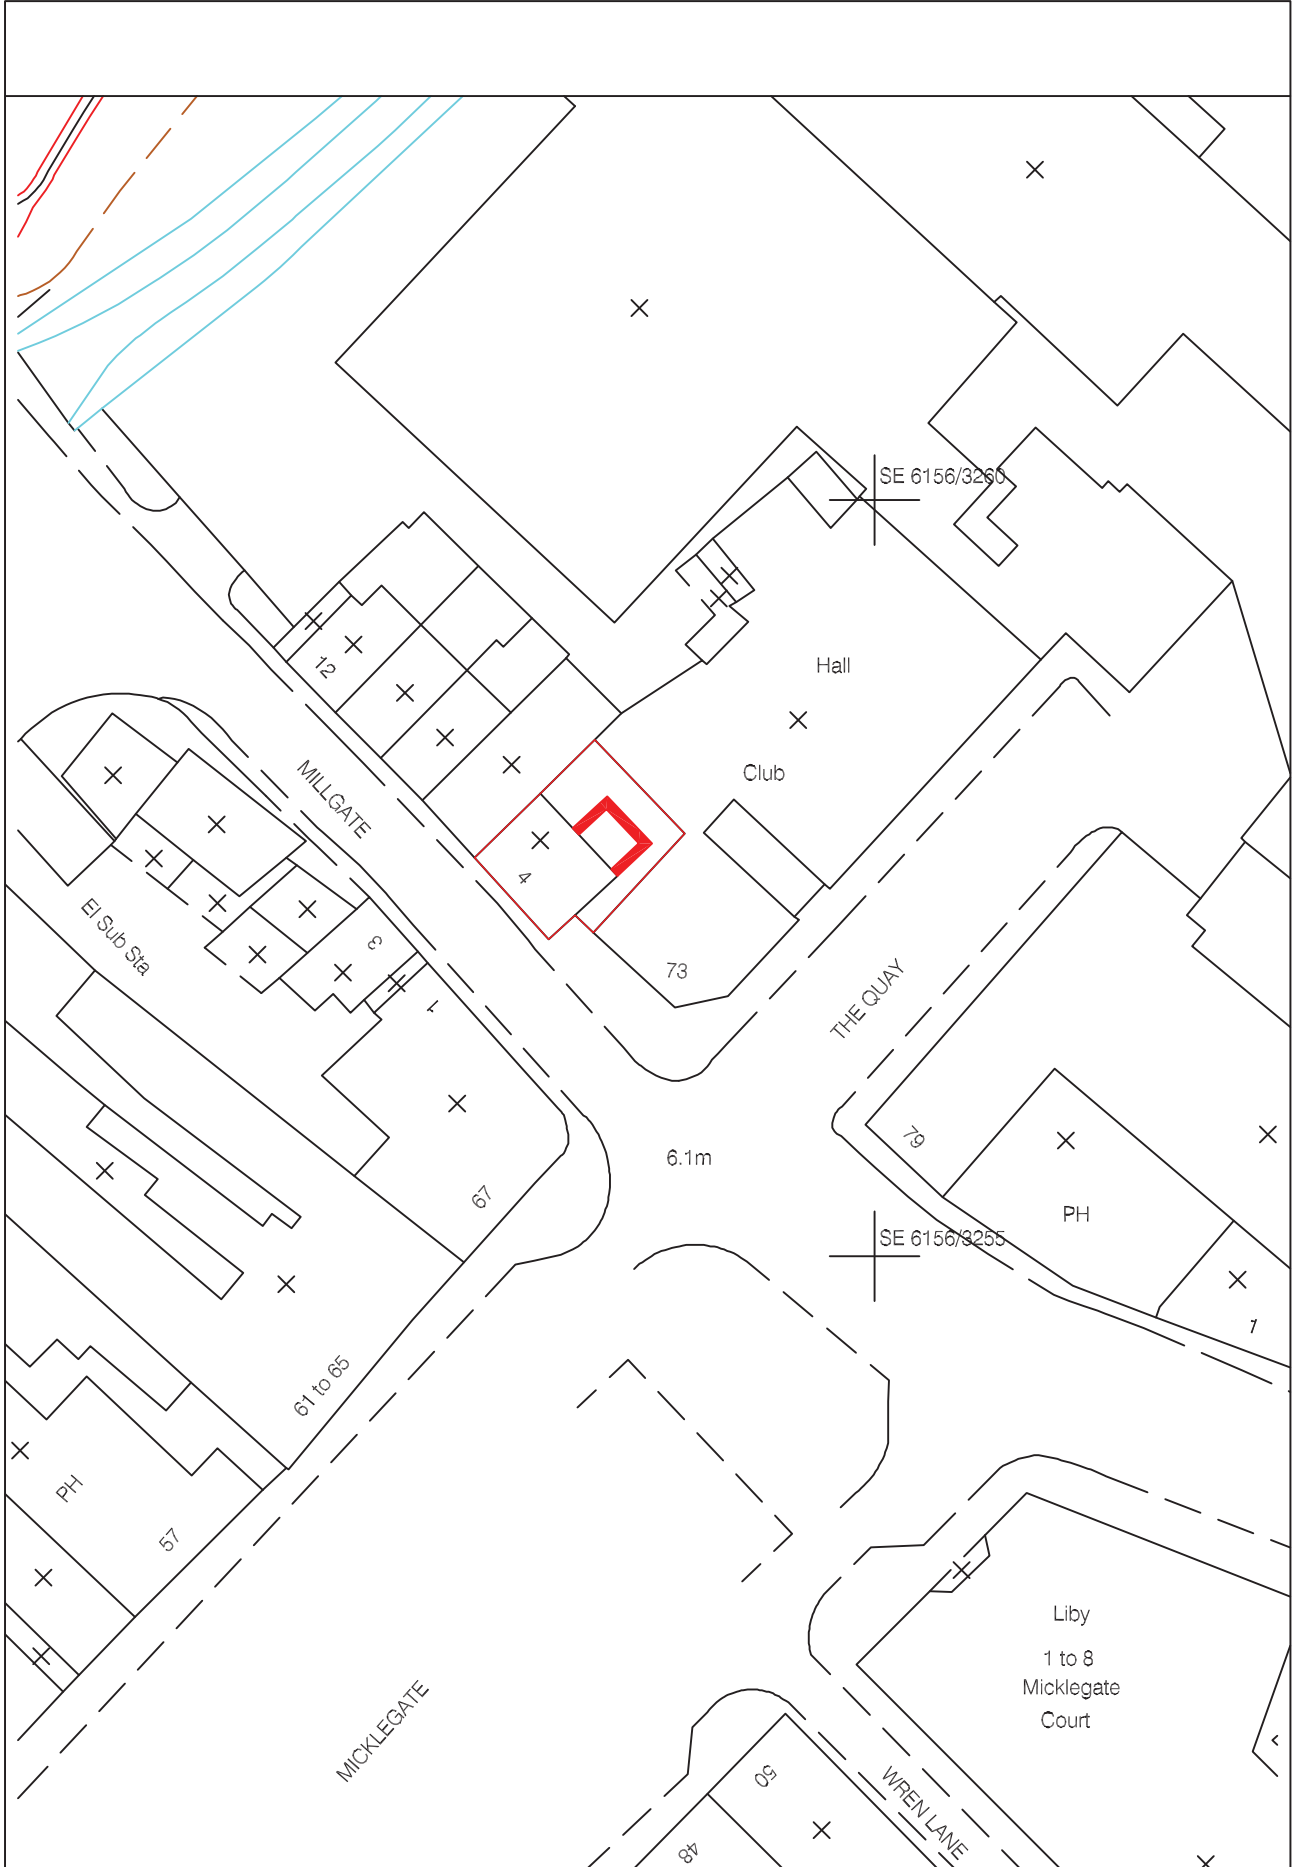 SE 6156/3260
12
Hall
MILLGATE
Club
4
El Sub Sta
3
73
1
THE QUAY
79
6.1m
67
PH
SE 6156/3255
1
61 to 65
PH
57
Liby
1 to 8
Micklegate
Court
MICKLEGATE
50
WREN LANE
48